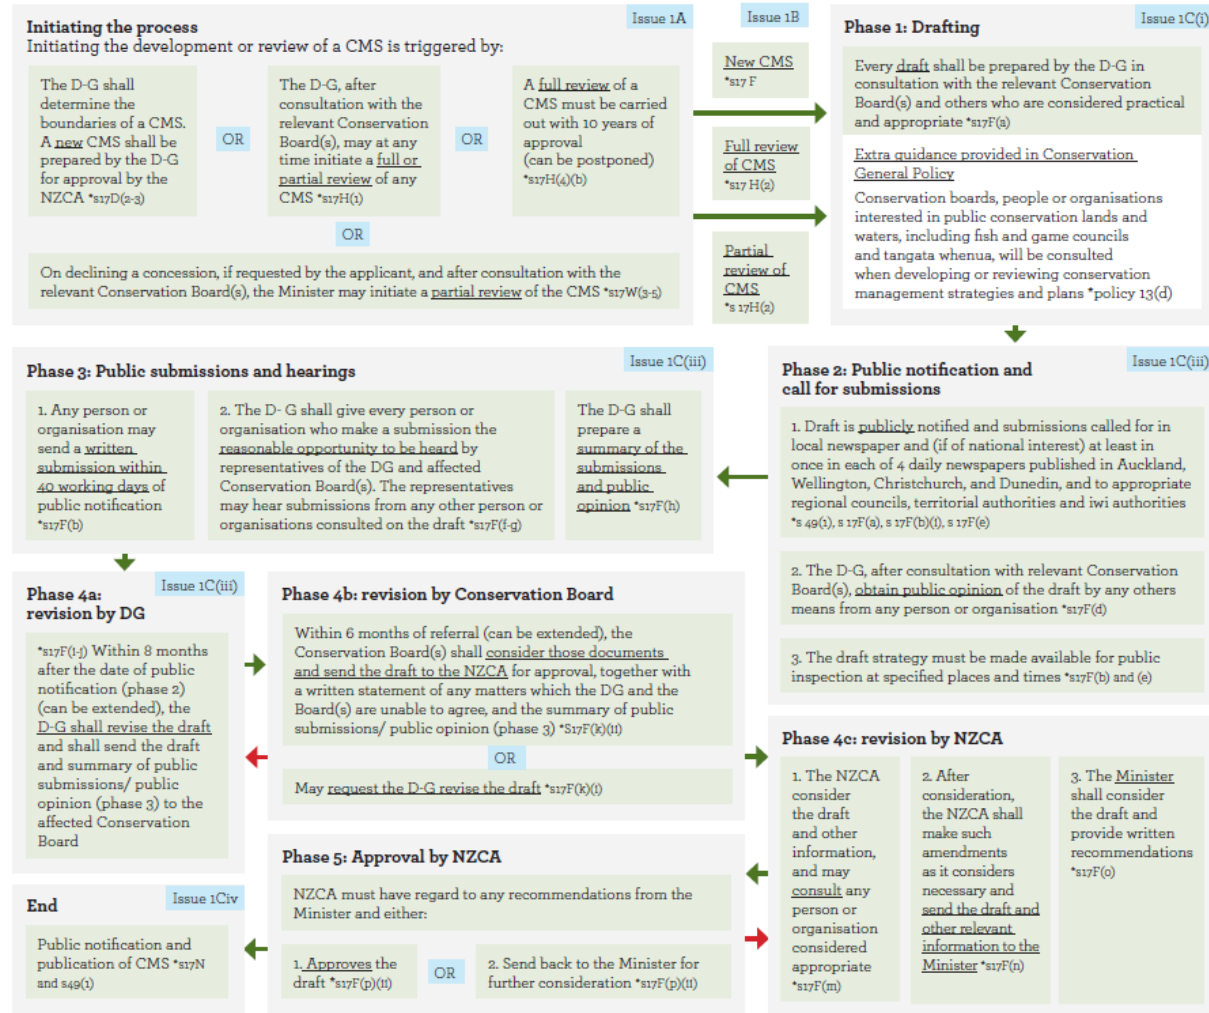 Initiating the process
Issue 1A
Initiating the development or review of a CMS is triggered by:
The D-G shall
determine the
boundaries of a CMS.
A new CMS shall be
prepared by the D-G
for approval by the
NZCA *s17D(2-3)
OR
The D-G, after
consultation with the
relevant Conservation
Board(s), may at any
time initiate a full or
partial review of any
CMS *s17H(1)
OR
A full review of a
CMS must be carried
out with 10 years of
approval
(can be postponed)
*s17H(4)(b)
OR
On declining a concession, if requested by the applicant, and after consultation with the
relevant Conservation Board(s), the Minister may initiate a partial review of the CMS *s17W(3-5)
Issue 1B
New CMS
*s17 F
Full review
of CMS
*s17 H(2)
Partial
review of
CMS
*s 17H(2)
Phase 1: Drafting
Issue 1C(i)
Every draft shall be prepared by the D-G in
consultation with the relevant Conservation
Board(s) and others who are considered practical
and appropriate *s17F(a)
Extra guidance provided in Conservation
General Policy
Conservation boards, people or organisations
interested in public conservation lands and
waters, including fish and game councils
and tangata whenua, will be consulted
when developing or reviewing conservation
management strategies and plans *policy 13(d)
Phase 2: Public notification and
call for submissions
Issue 1C(iii)
1. Draft is publicly notified and submissions called for in
local newspaper and (if of national interest) at least in
once in each of 4 daily newspapers published in Auckland,
Wellington, Christchurch, and Dunedin, and to appropriate
regional councils, territorial authorities and iwi authorities
*s 49(1), s 17F(a), s 17F(b)(i), s 17F(e)
2. The D-G, after consultation with relevant Conservation
Board(s), obtain public opinion of the draft by any others
means from any person or organisation *s17F(d)
3. The draft strategy must be made available for public
inspection at specified places and times *s17F(b) and (e)
Phase 3: Public submissions and hearings
Issue 1C(iii)
1. Any person or
organisation may
send a written
submission within
40 working days of
public notification
*s17F(b)
2. The D- G shall give every person or
organisation who make a submission the
reasonable opportunity to be heard by
representatives of the DG and affected
Conservation Board(s). The representatives
may hear submissions from any other person or
organisations consulted on the draft *s17F(f-g)
The D-G shall
prepare a
summary of the
submissions
and public
opinion *s17F(h)
Phase 4a:
revision by DG
Issue 1C(iii)
*s17F(i-j) Within 8 months
after the date of public
notification (phase 2)
(can be extended), the
D-G shall revise the draft
and shall send the draft
and summary of public
submissions/ public
opinion (phase 3) to the
affected Conservation
Board
Phase 4b: revision by Conservation Board
Within 6 months of referral (can be extended), the
Conservation Board(s) shall consider those documents
and send the draft to the NZCA for approval, together with
a written statement of any matters which the DG and the
Board(s) are unable to agree, and the summary of public
submissions/ public opinion (phase 3) *S17F(k)(ii)
OR
May request the D-G revise the draft *s17F(k)(i)
Phase 4c: revision by NZCA
1. The NZCA
consider
the draft
and other
information,
and may
consult any
person or
organisation
considered
appropriate
*s17F(m)
2. After
consideration,
the NZCA shall
make such
amendments
as it considers
necessary and
send the draft and
other relevant
information to the
Minister *s17F(n)
3. The Minister
shall consider
the draft and
provide written
recommendations
*s17F(o)
Phase 5: Approval by NZCA
NZCA must have regard to any recommendations from the
Minister and either:
1. Approves the
draft *s17F(p)(ii)
OR
2. Send back to the Minister for
further consideration *s17F(p)(ii)
End
Issue 1Civ
Public notification and
publication of CMS *s17N
and s49(1)